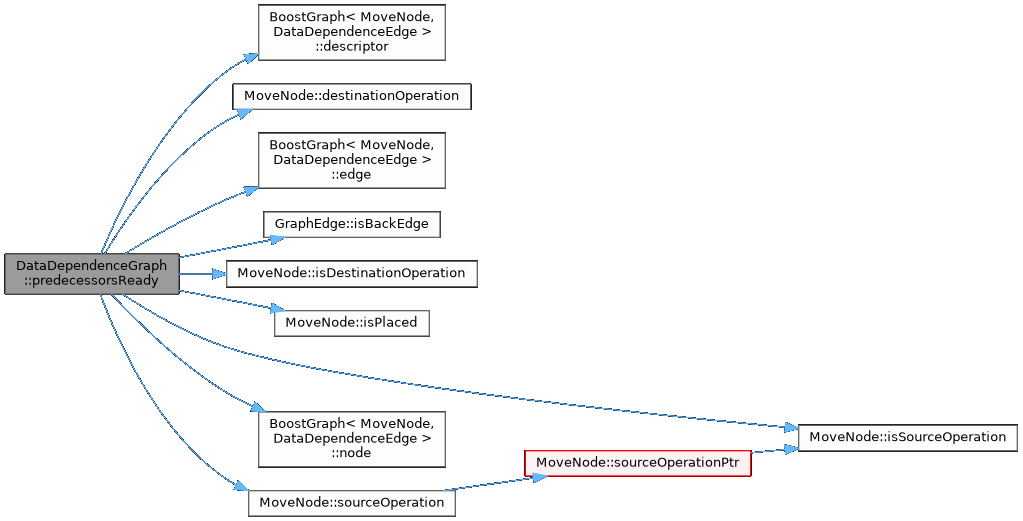 BoostGraph< MoveNode,
DataDependenceEdge >
::descriptor
MoveNode::destinationOperation
BoostGraph< MoveNode,
DataDependenceEdge >
::edge
GraphEdge::isBackEdge
DataDependenceGraph
::predecessorsReady
MoveNode::isDestinationOperation
MoveNode::isPlaced
BoostGraph< MoveNode,
DataDependenceEdge >
::node
MoveNode::sourceOperation
MoveNode::sourceOperationPtr
MoveNode::isSourceOperation